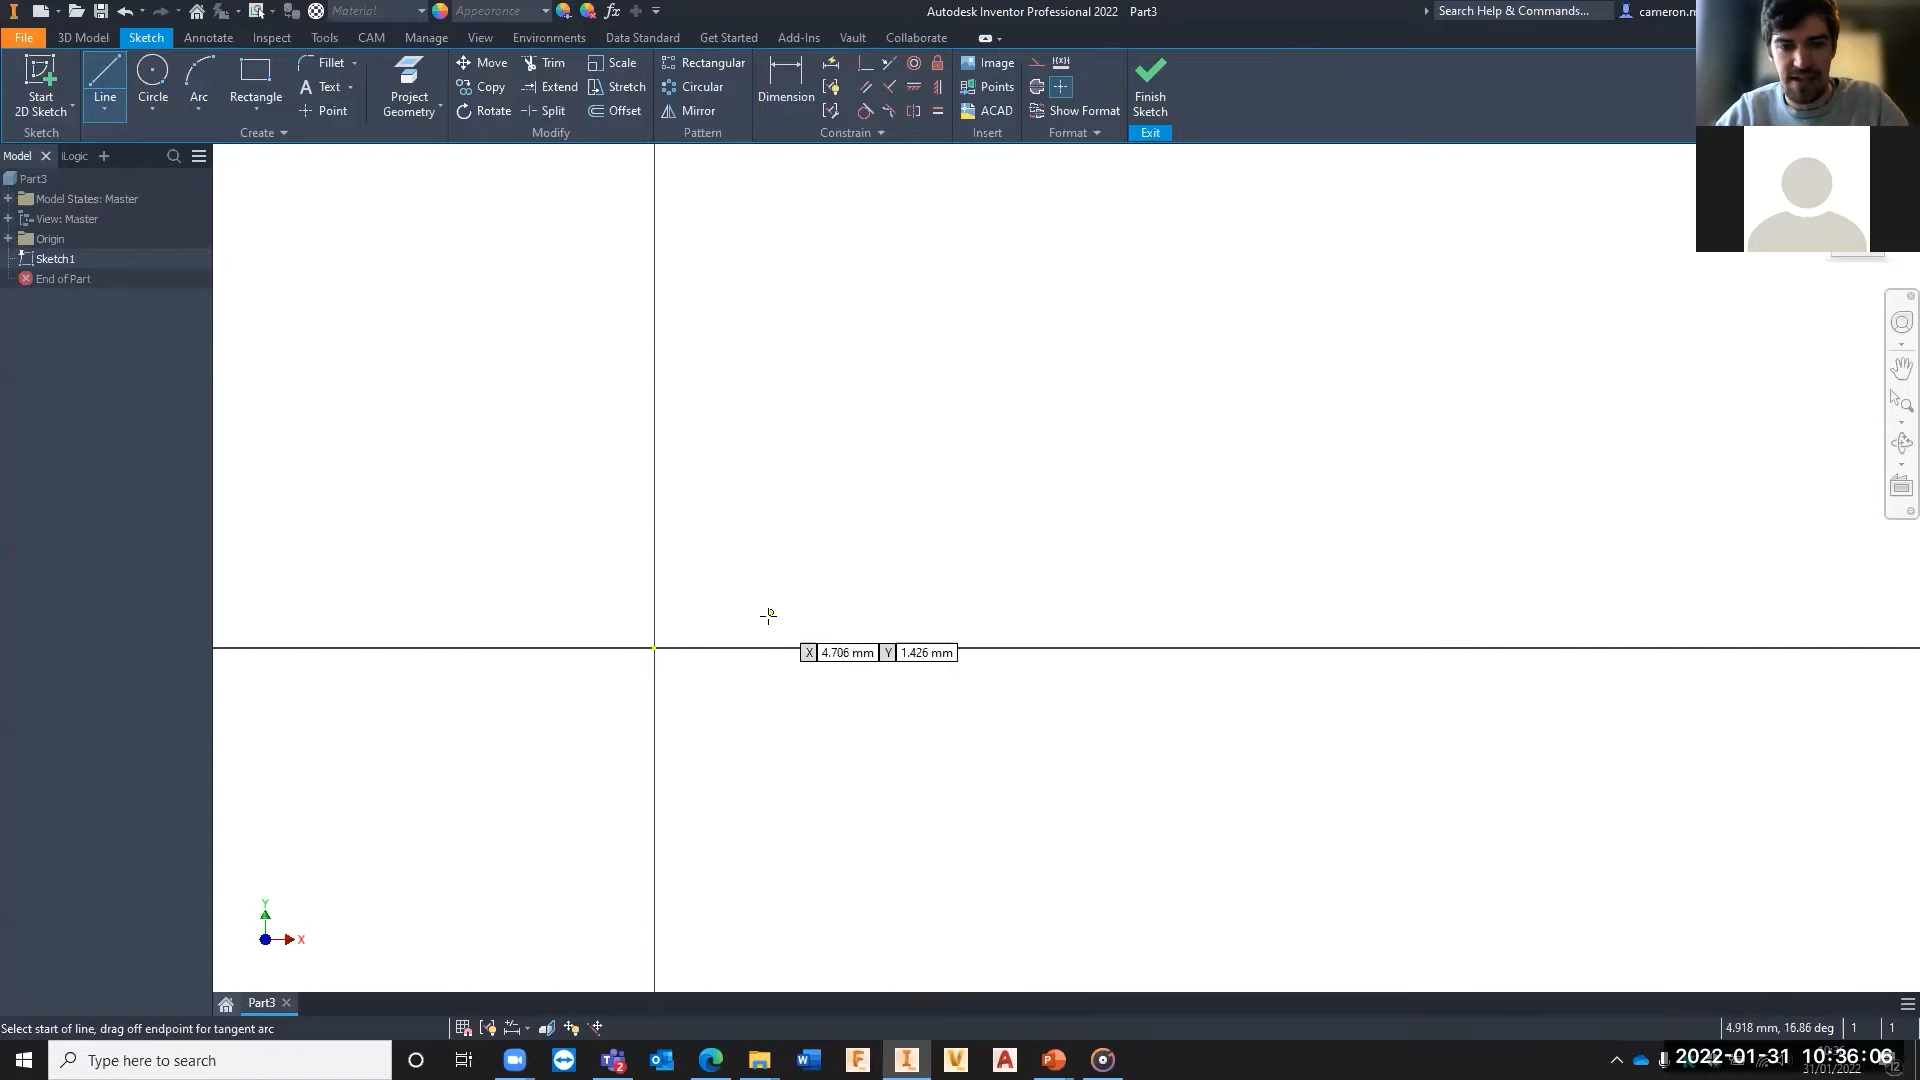 Material
Appearance
fx
Autodesk Inventor Professional 2022 Part3
Search Help & Commands...
cameron.m
File
3D Model
Sketch
Annotate
Inspect
Tools
CAM
Manage
View
Environments
Data Standard
Get Started
Add-Ins
Vault
Collaborate
Start
2D Sketch
Line
Circle
Arc
Rectangle
Fillet
Text
Point
Project
Geometry
Move
Copy
Rotate
Trim
Extend
Split
Scale
Stretch
Offset
Rectangular
Circular
Mirror
Dimension
Image
Points
ACAD
Show Format
Finish
Sketch
Sketch
Create
Modify
Pattern
Constrain
Insert
Format
Exit
Model
iLogic
Part3
Model States: Master
View: Master
Origin
Sketch1
End of Part
X 4.706 mm Y 1.426 mm
Y
X
Part3
Select start of line, drag off endpoint for tangent arc
4.918 mm, 16.86 deg 1 1
Type here to search
2022-01-31 10:36:06
31/01/2022